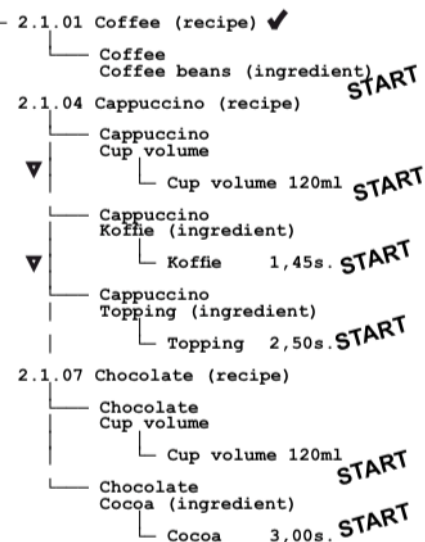 2.1.01 Coffee (recipe) ✔
Coffee
Coffee beans (ingredient)
START
2.1.04 Cappuccino (recipe)
Cappuccino
Cup volume
Cup volume 120ml START
Cappuccino
Koffie (ingredient)
Koffie 1,45s. START
Cappuccino
Topping (ingredient)
Topping 2,50s. START
2.1.07 Chocolate (recipe)
Chocolate
Cup volume
Cup volume 120ml
START
Chocolate
Cocoa (ingredient)
Cocoa 3,00s. START